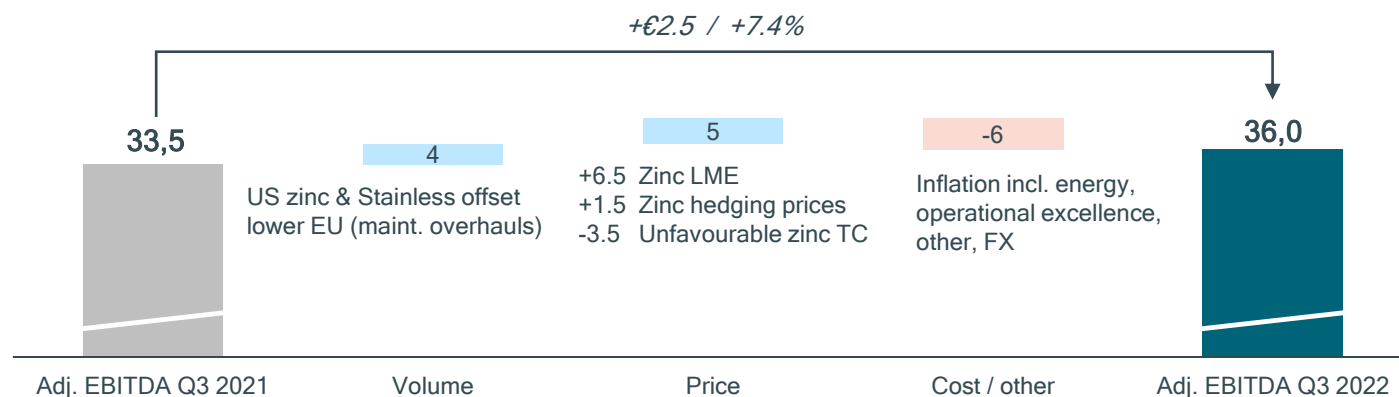 +€2.5 / +7.4%
33,5
4
5
-6
36,0
US zinc & Stainless offset
lower EU (maint. overhauls)
+6.5 Zinc LME
+1.5 Zinc hedging prices
-3.5 Unfavourable zinc TC
Inflation incl. energy,
operational excellence,
other, FX
Adj. EBITDA Q3 2021
Volume
Price
Cost / other
Adj. EBITDA Q3 2022